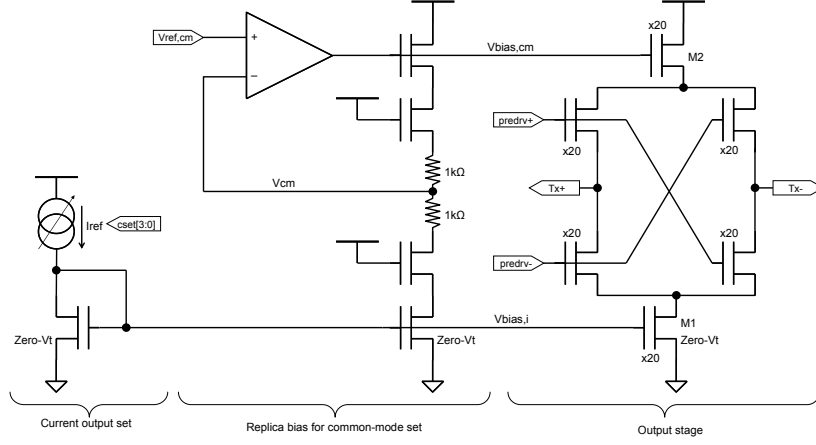 x20
Vref,cm
+
Vbias,cm
M2
−
predrv+
x20
x20
1kΩ
Vcm
Tx+
Tx-
1kΩ
Iref
cset[3:0]
x20
x20
predrv-
Vbias,i
M1
Zero-Vt
Zero-Vt
Zero-Vt
x20
Current output set
Replica bias for common-mode set
Output stage